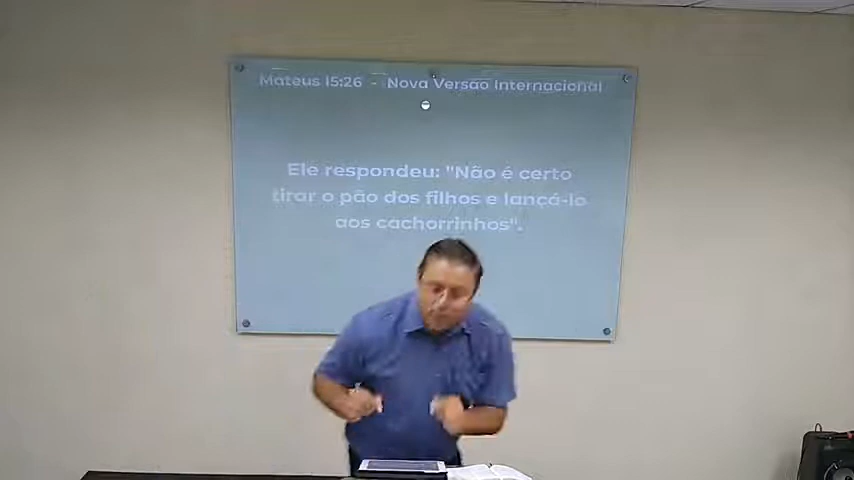 Mateus 15:26 - Nova Versão Internacional
Ele respondeu: "Não é certo
tirar o pão dos filhos e lançá-lo
aos cachorrinhos".